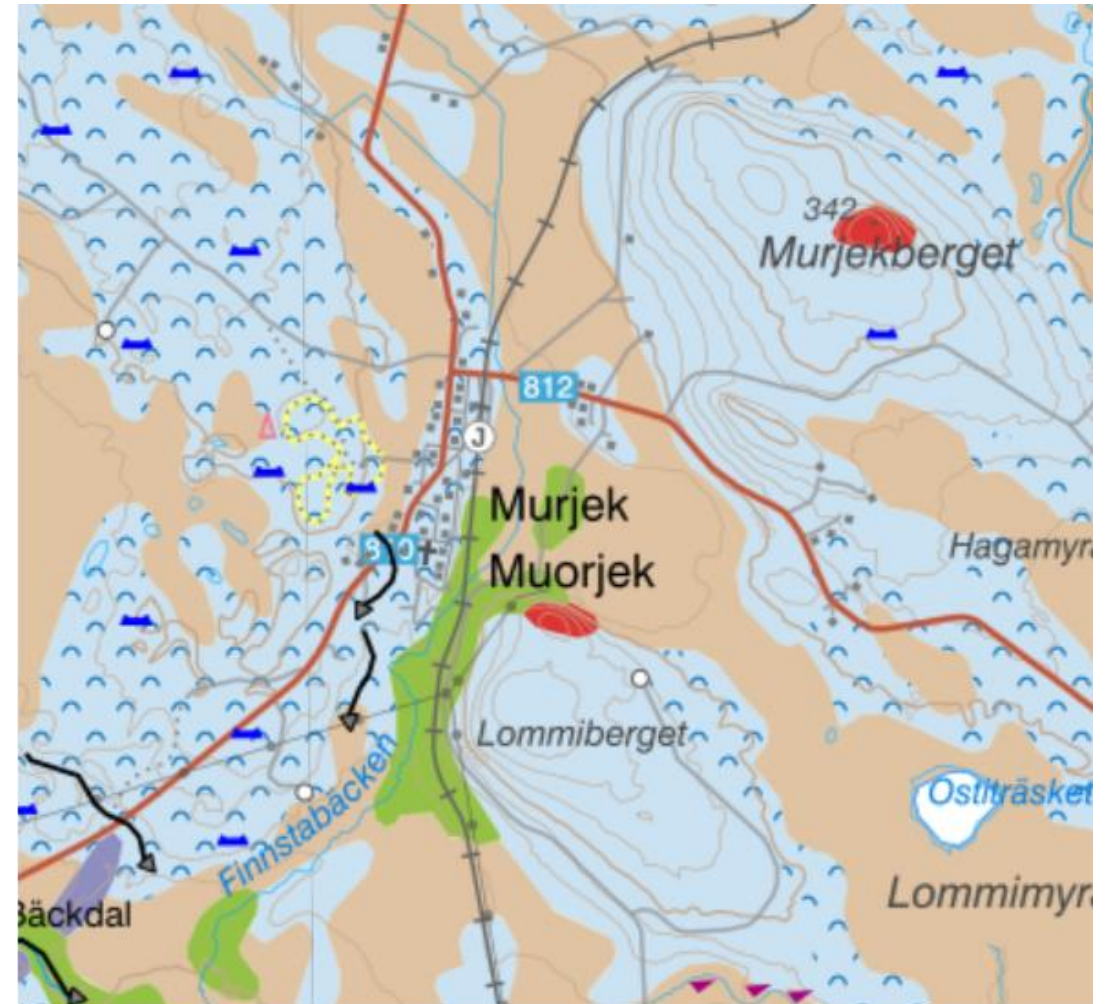 342
Murjekberget
812
J
Murjek
Muorjek
Hagamyra
Lommiberget
Finnstabäcken
Ostiträsket
Lommimyra
Bäckdal